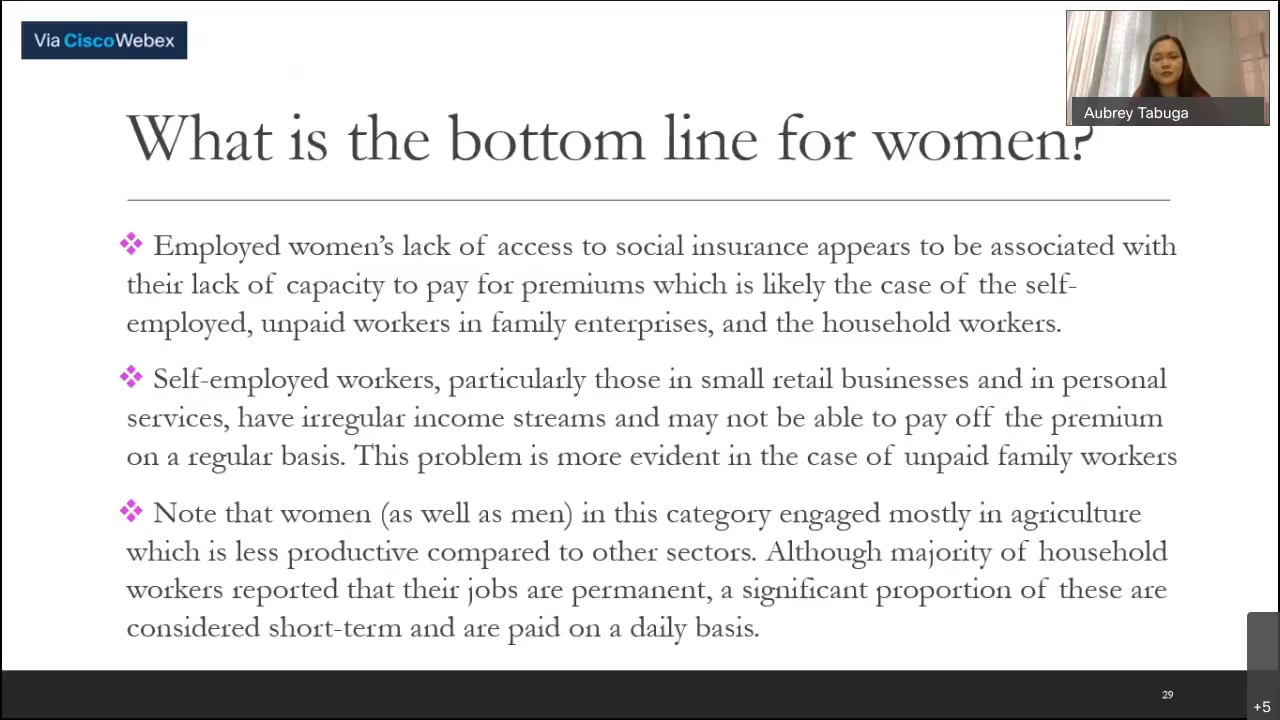 Via CiscoWebex
Aubrey Tabuga
What is the bottom line for women?
❖ Employed women’s lack of access to social insurance appears to be associated with
their lack of capacity to pay for premiums which is likely the case of the self-
employed, unpaid workers in family enterprises, and the household workers.
❖ Self-employed workers, particularly those in small retail businesses and in personal
services, have irregular income streams and may not be able to pay off the premium
on a regular basis. This problem is more evident in the case of unpaid family workers
❖ Note that women (as well as men) in this category engaged mostly in agriculture
which is less productive compared to other sectors. Although majority of household
workers reported that their jobs are permanent, a significant proportion of these are
considered short-term and are paid on a daily basis.
29
+5